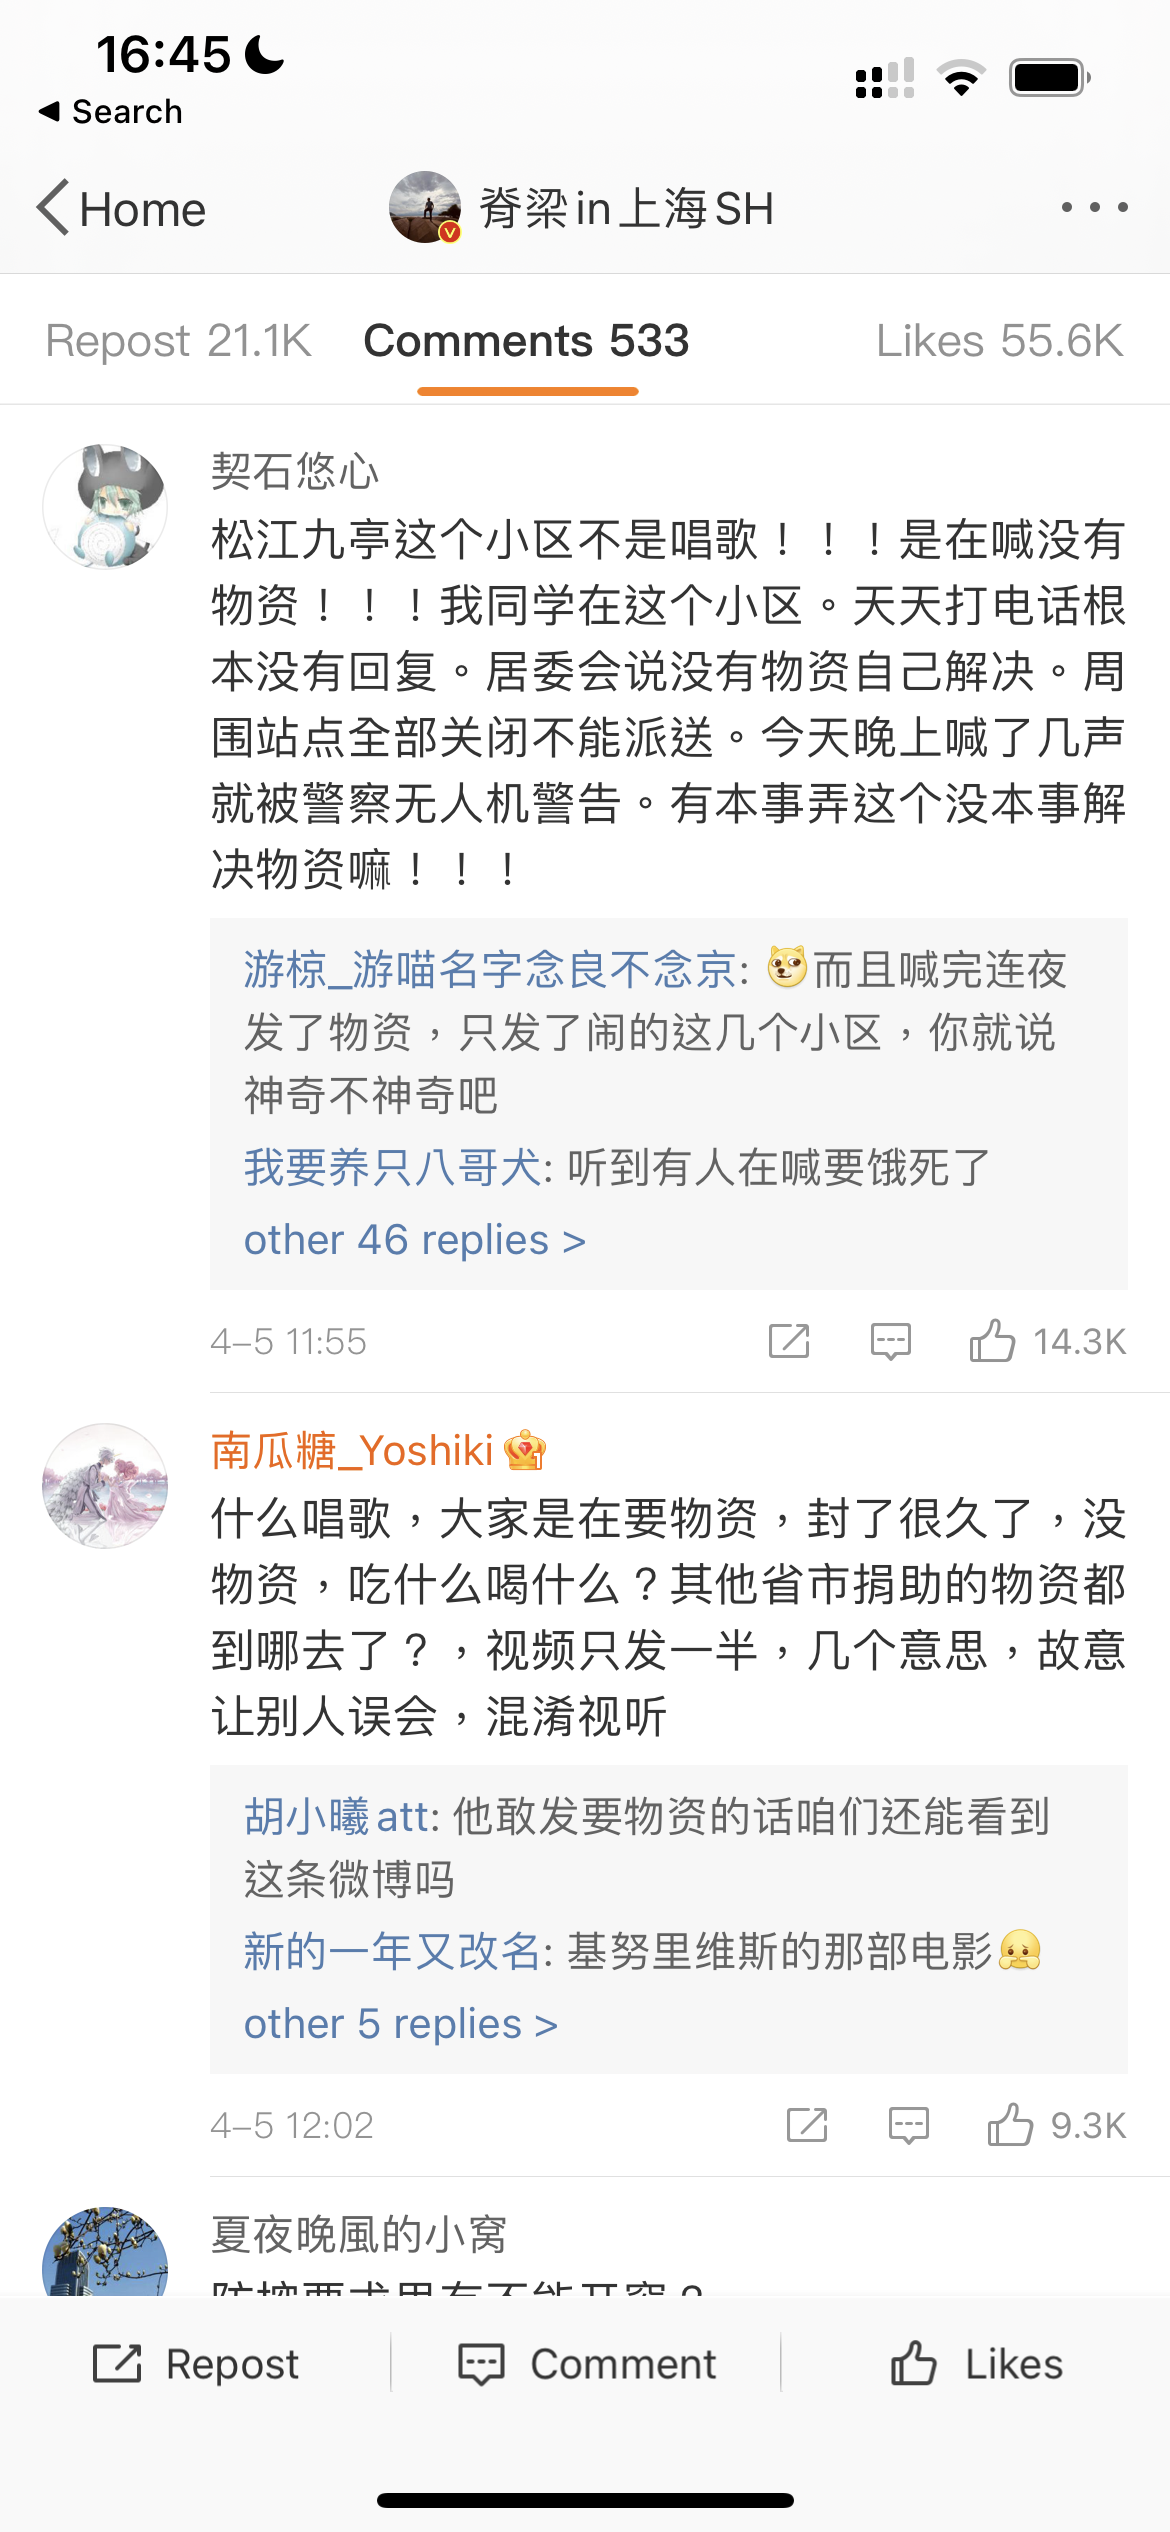 16:45
Search
Home
脊梁in上海SH
Repost 21.1K
Comments 533
Likes 55.6K
契石悠心
松江九亭这个小区不是唱歌！！！是在喊没有
物资！！！我同学在这个小区。天天打电话根
本没有回复。居委会说没有物资自己解决。周
围站点全部关闭不能派送。今天晚上喊了几声
就被警察无人机警告。有本事弄这个没本事解
决物资嘛！！！
游椋_游喵名字念良不念京: 而且喊完连夜
发了物资，只发了闹的这几个小区，你就说
神奇不神奇吧
我要养只八哥犬: 听到有人在喊要饿死了
other 46 replies >
4-5 11:55
14.3K
南瓜糖_Yoshiki
什么唱歌，大家是在要物资，封了很久了，没
物资，吃什么喝什么？其他省市捐助的物资都
到哪去了？，视频只发一半，几个意思，故意
让别人误会，混淆视听
胡小曦att: 他敢发要物资的话咱们还能看到
这条微博吗
新的一年又改名: 基努里维斯的那部电影
other 5 replies >
4-5 12:02
9.3K
夏夜晚風的小窝
防控要求里有不能开窗？
Repost
Comment
Likes